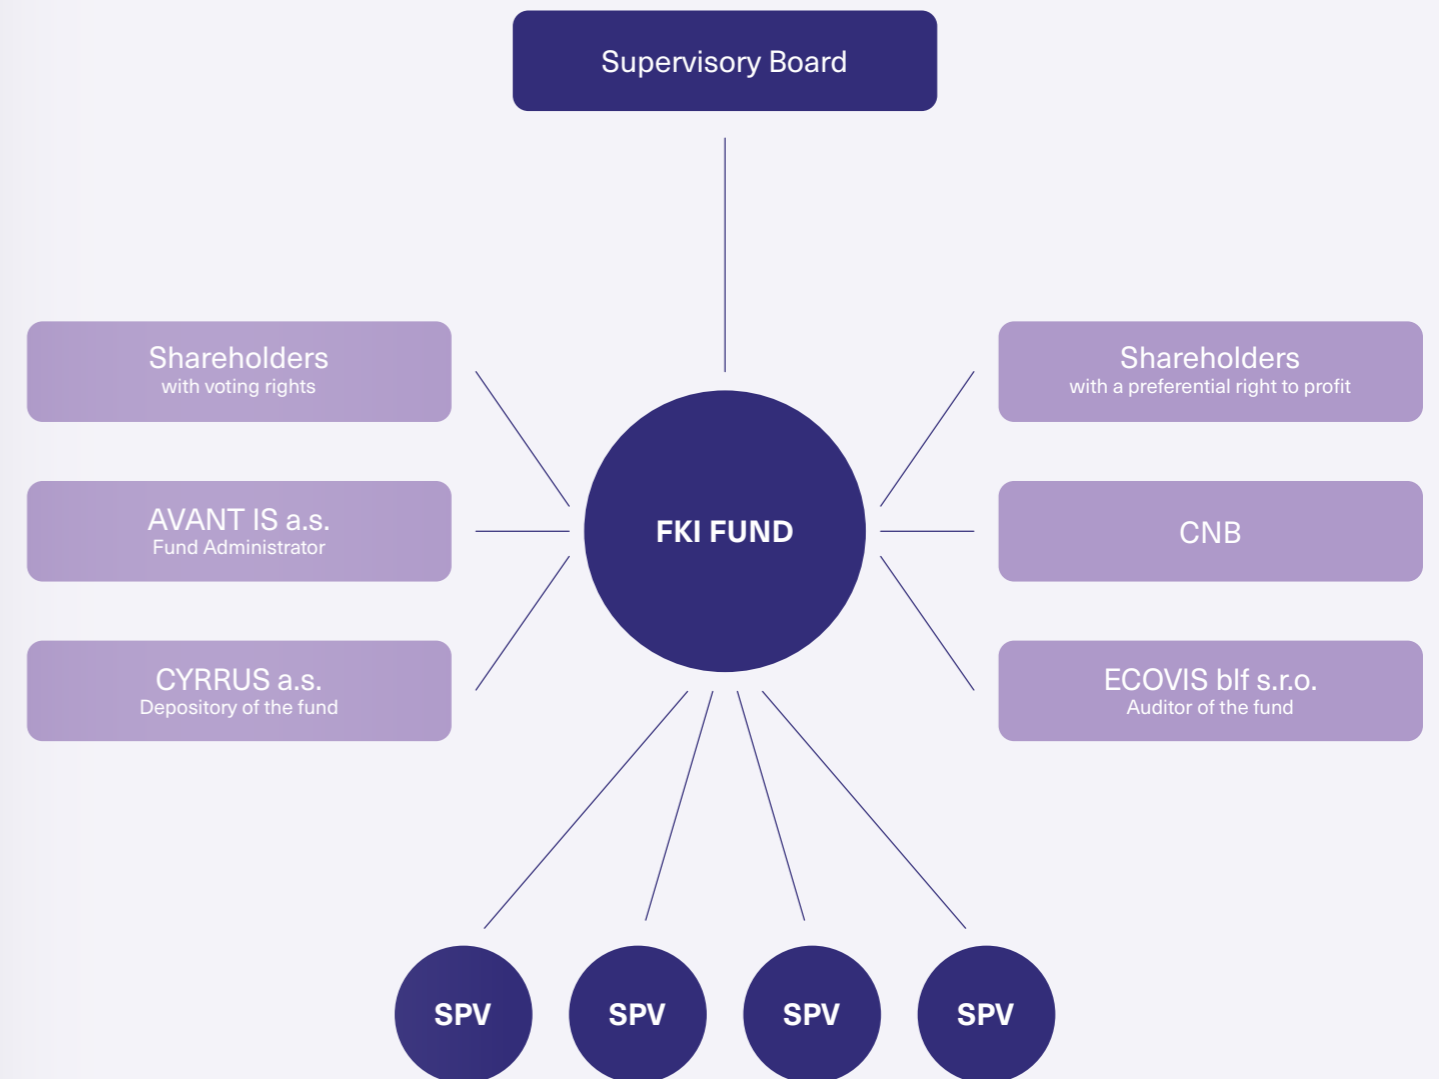 Supervisory Board
Shareholders
with voting rights
Shareholders
with a preferential right to profit
AVANT IS a.s.
Fund Administrator
FKI FUND
CNB
CYRRUS a.s.
Depository of the fund
ECOVIS blf s.r.o.
Auditor of the fund
SPV
SPV
SPV
SPV